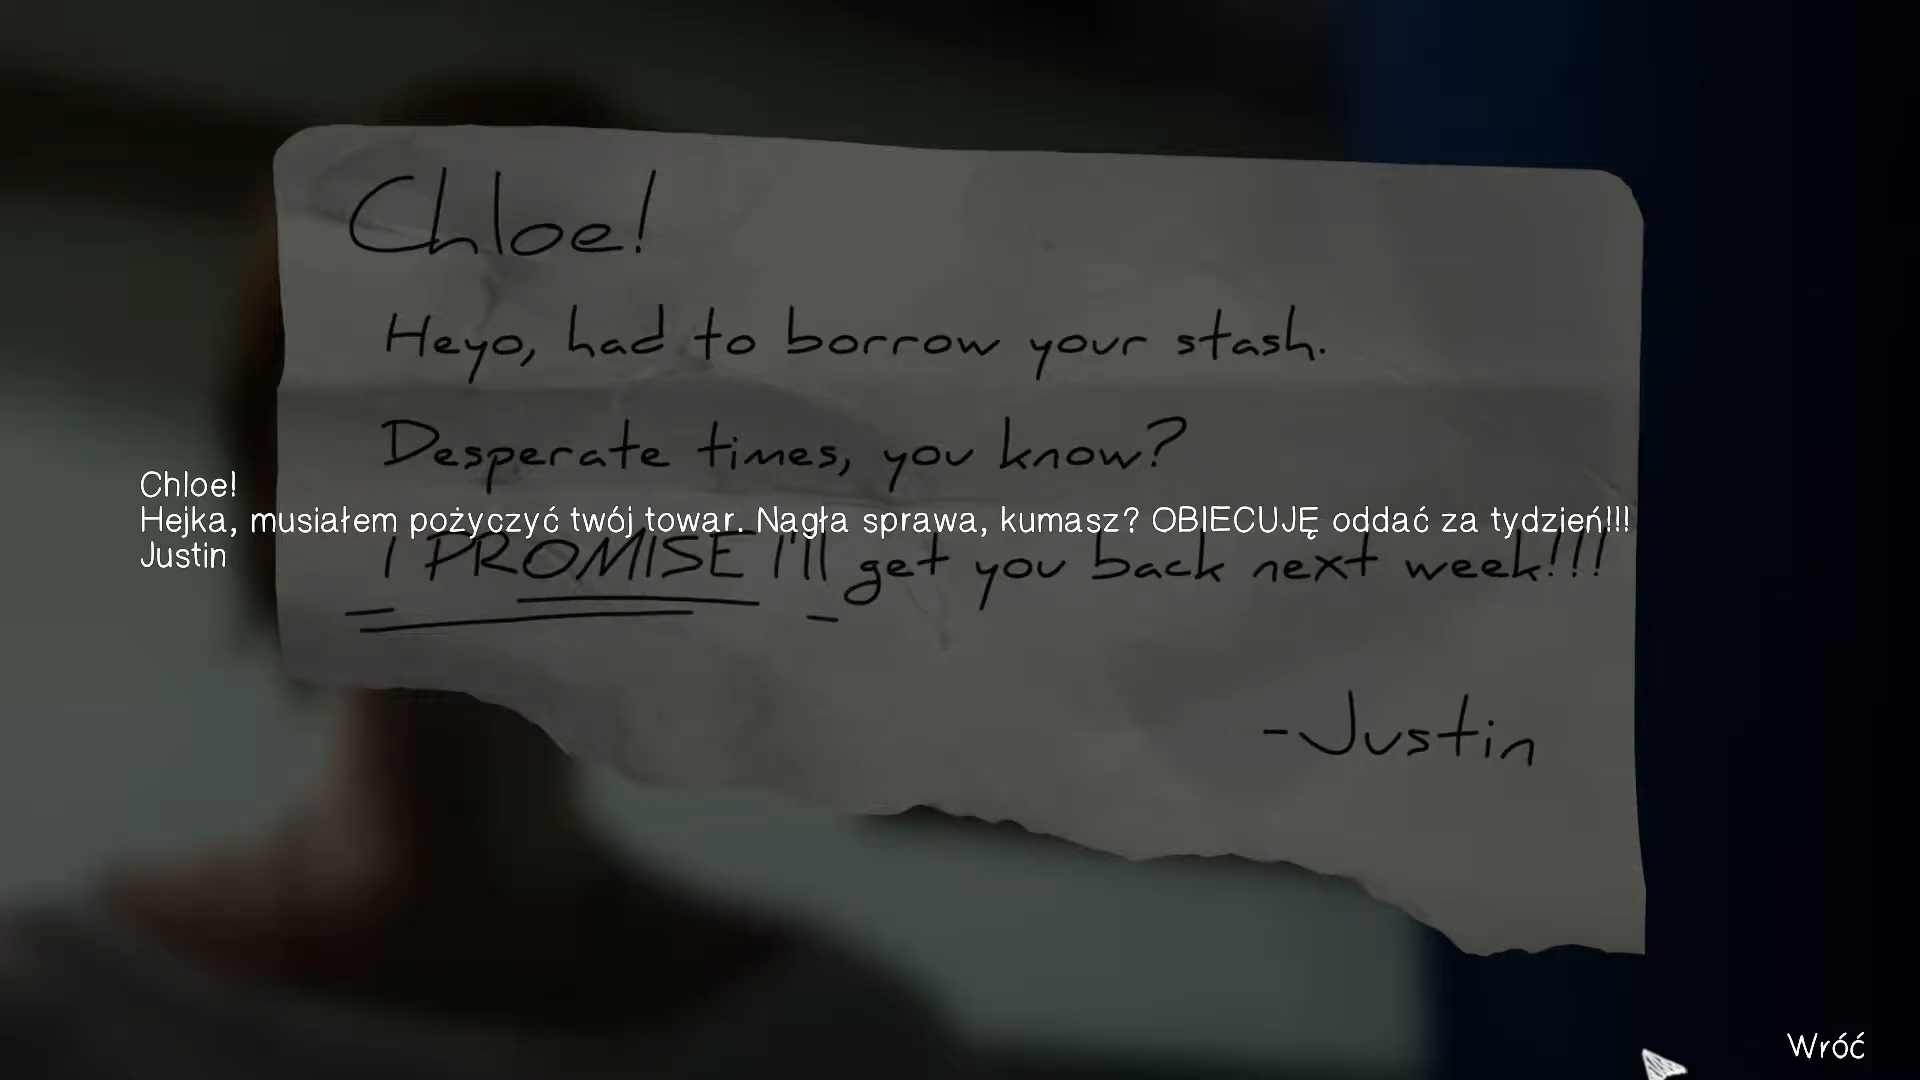 Chloe!
Heyo, had to borrow your stash.
Desperate times, you know?
I PROMISE I'll get you back next week!!!
-Justin
Chloe!
Hejka, musiałem pożyczyć twój towar. Nagła sprawa, kumasz? OBIECUJĘ oddać za tydzień!!!
Justin
Wróć